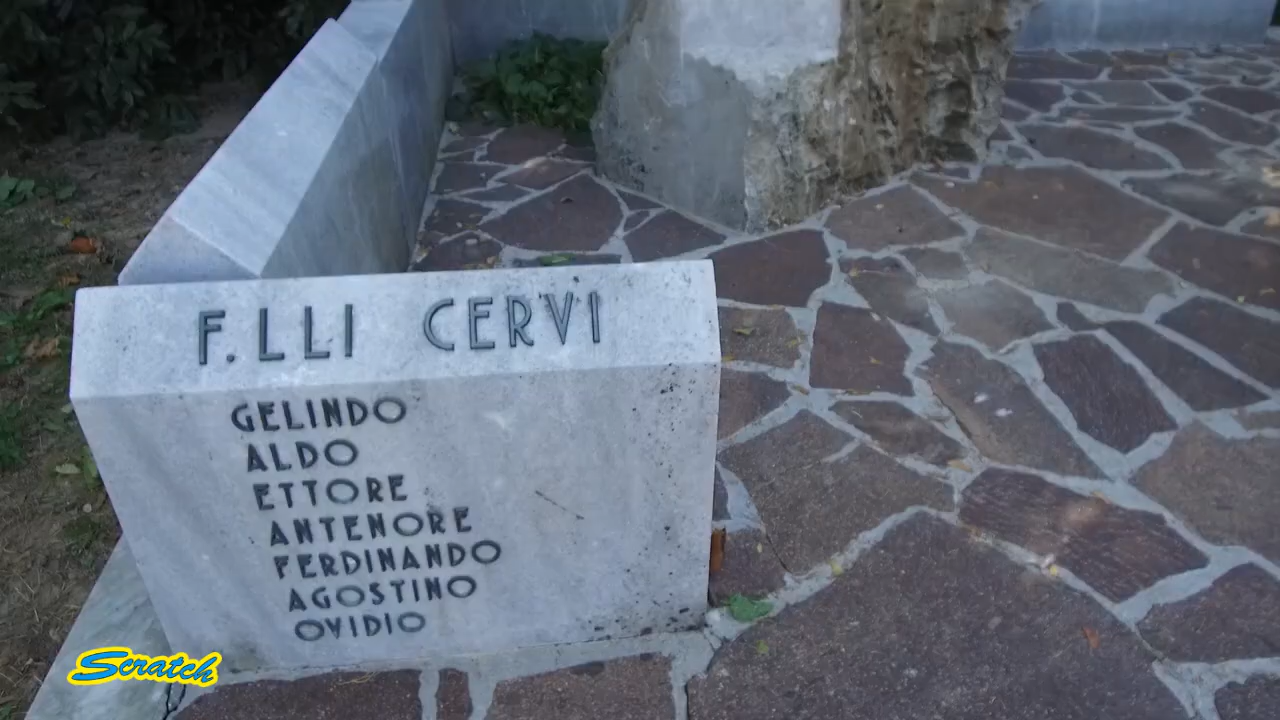 F.LLI CERVI
GELINDO
ALDO
ETTORE
ANTENORE
FERDINANDO
AGOSTINO
OVIDIO
Scratch